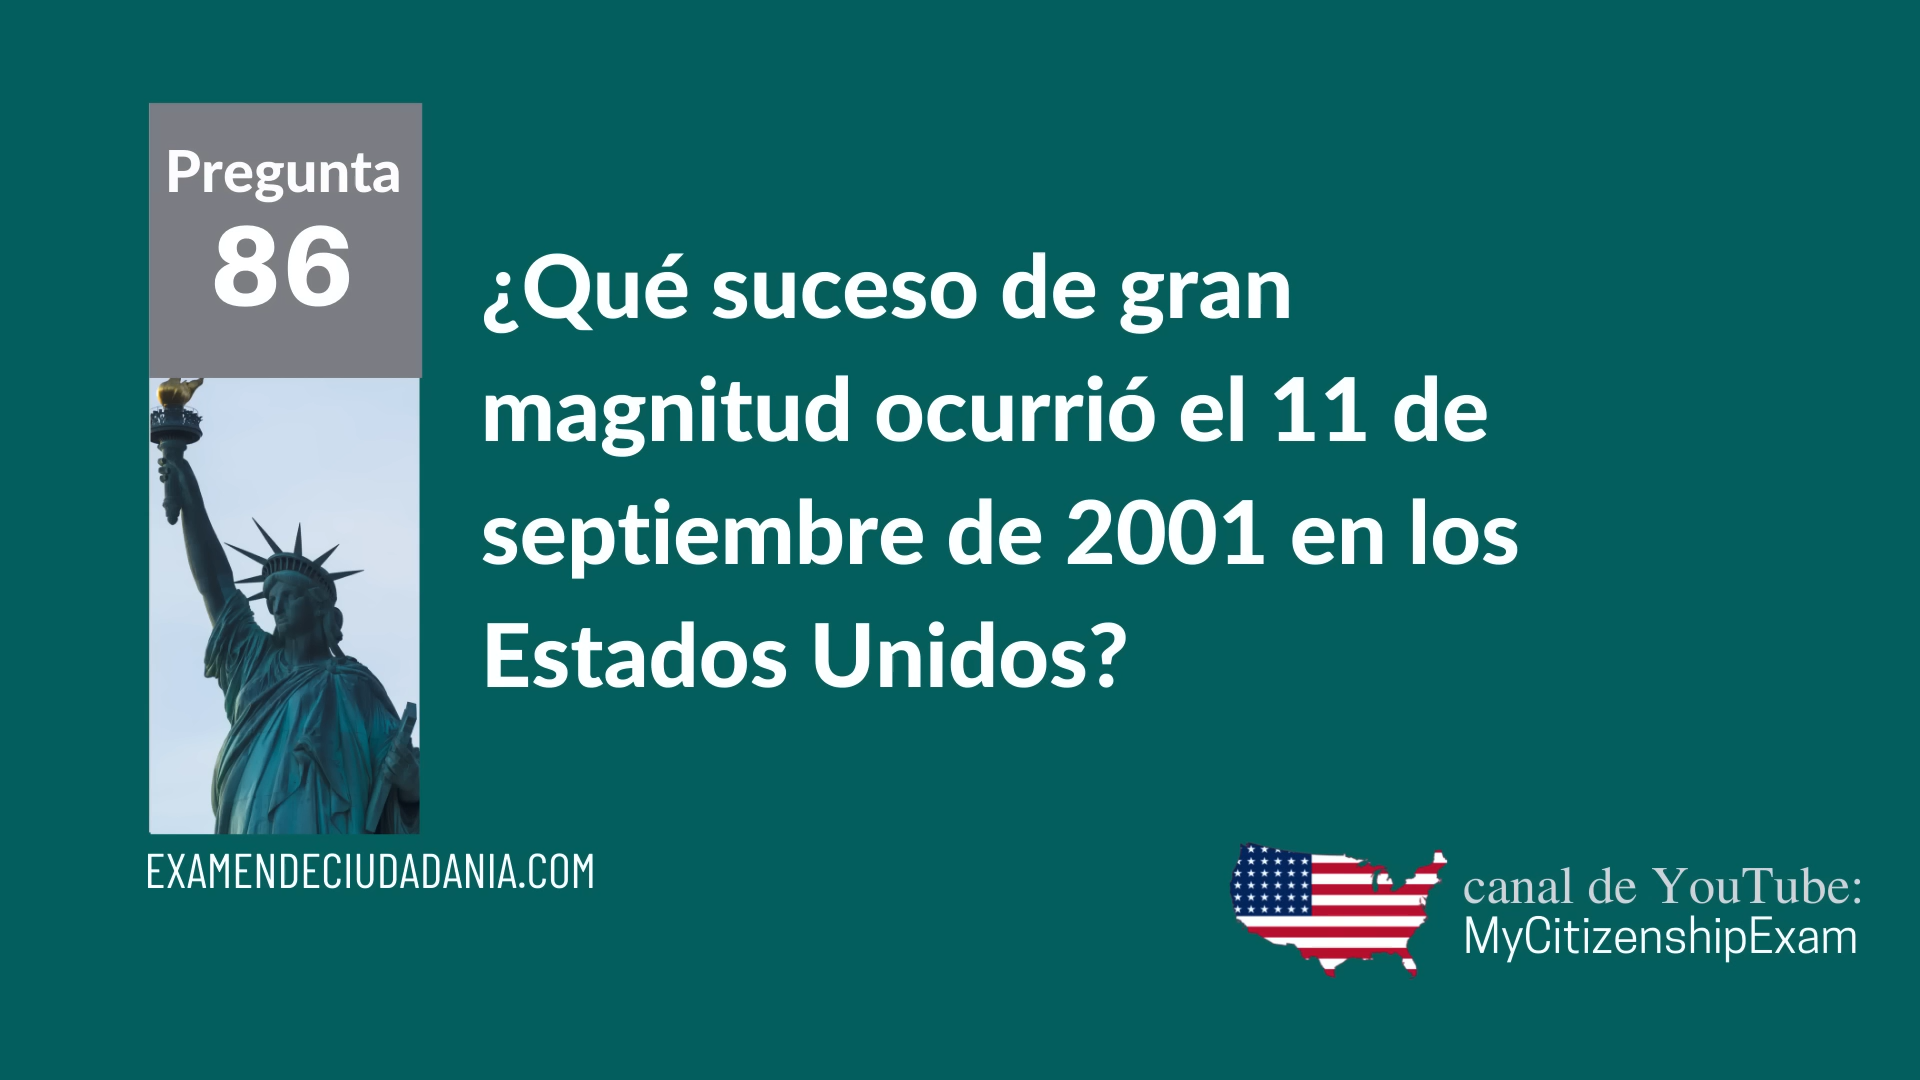 Pregunta
86
¿Qué suceso de gran
magnitud ocurrió el 11 de
septiembre de 2001 en los
Estados Unidos?
EXAMENDECIUDADANIA.COM
canal de YouTube:
MyCitizenshipExam